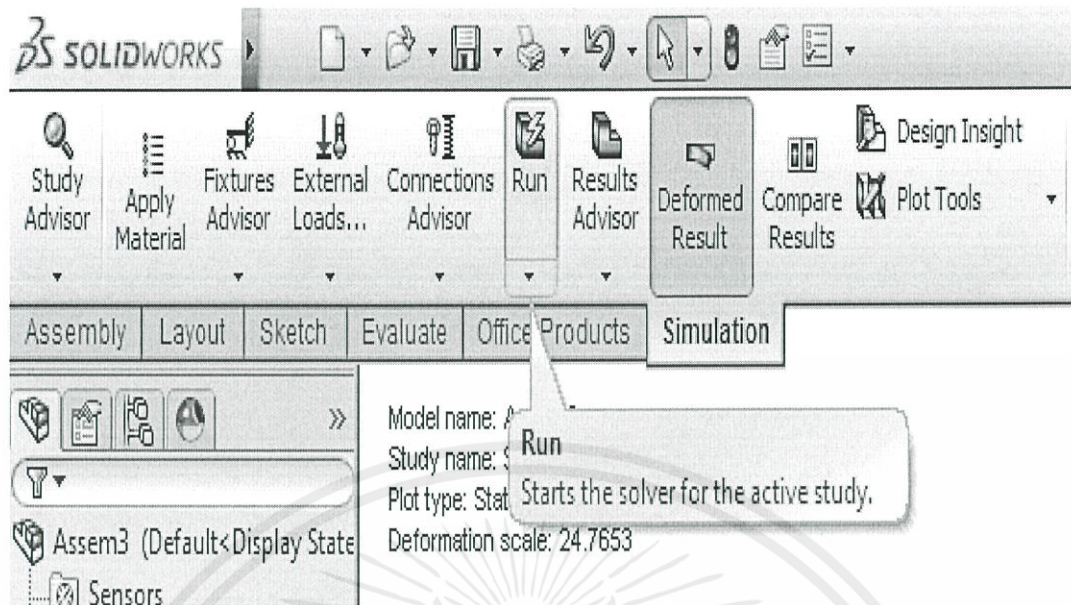 SOLIDWORKS
Study Advisor
Apply Material
Fixtures Advisor
External Loads...
Connections Advisor
Run
Results Advisor
Deformed Result
Compare Results
Design Insight
Plot Tools
Assembly Layout Sketch Evaluate Office Products Simulation
Model name: A
Study name:
Plot type: Stat
Deformation scale: 24.7653
Run
Starts the solver for the active study.
Assem3 (Default<Display State
Sensors